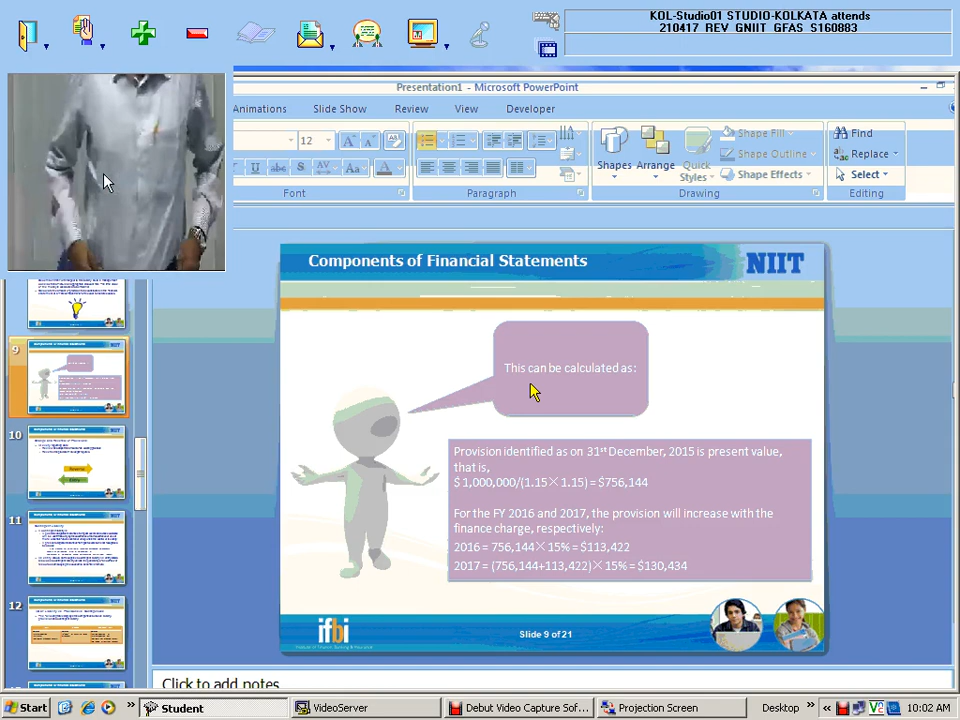 KOL-Studio01 STUDIO-KOLKATA attends
210417_REV_GNIIT_GFAS_S160883
Presentation1 - Microsoft PowerPoint
Animations Slide Show Review View Developer
12
Shapes Arrange Quick Styles
Shape Fill
Shape Outline
Shape Effects
Find
Replace
Select
Font Paragraph Drawing Editing
Components of Financial Statements
NIIT
This can be calculated as:
Provision identified as on 31st December, 2015 is present value,
that is,
$ 1,000,000/(1.15×1.15) = $756,144
For the FY 2016 and 2017, the provision will increase with the
finance charge, respectively:
2016 = 756,144×15% = $113,422
2017 = (756,144+113,422)×15% = $130,434
ifbi
Institute of Finance, Banking & Insurance
Slide 9 of 21
9
10
11
12
Click to add notes
Start Student VideoServer Debut Video Capture Sof... Projection Screen Desktop 10:02 AM